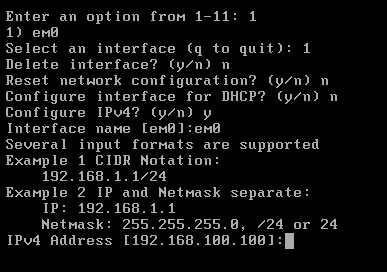 Enter an option from 1-11: 1
1) em0
Select an interface (q to quit): 1
Delete interface? (y/n) n
Reset network configuration? (y/n) n
Configure interface for DHCP? (y/n) n
Configure IPv4? (y/n) y
Interface name [em0]:em0
Several input formats are supported
Example 1 CIDR Notation:
    192.168.1.1/24
Example 2 IP and Netmask separate:
    IP: 192.168.1.1
    Netmask: 255.255.255.0, /24 or 24
IPv4 Address [192.168.100.100]: